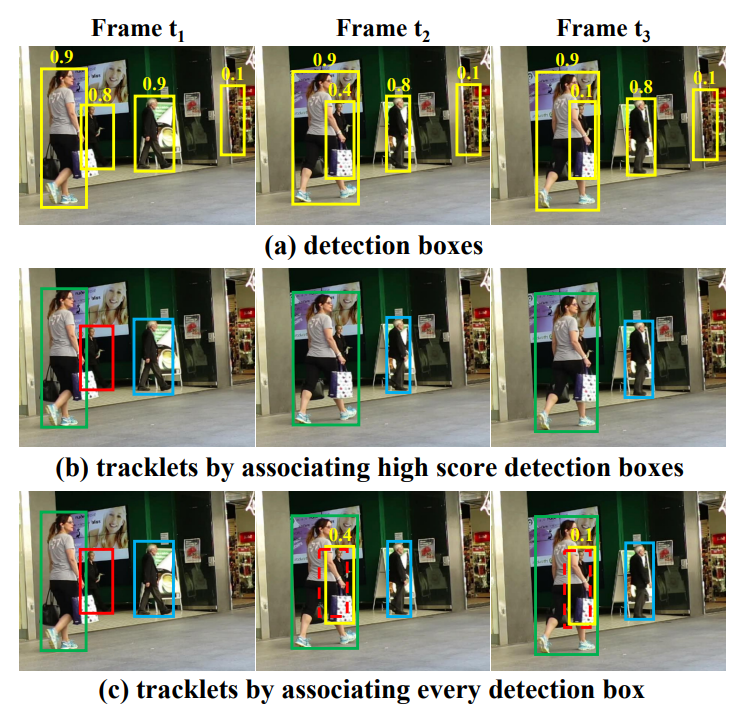 Frame t₁ Frame t₂ Frame t₃
0.9 0.8 0.9 0.1
0.9 0.4 0.8 0.1
0.9 0.1 0.8 0.1
(a) detection boxes
(b) tracklets by associating high score detection boxes
0.4 0.1
(c) tracklets by associating every detection box